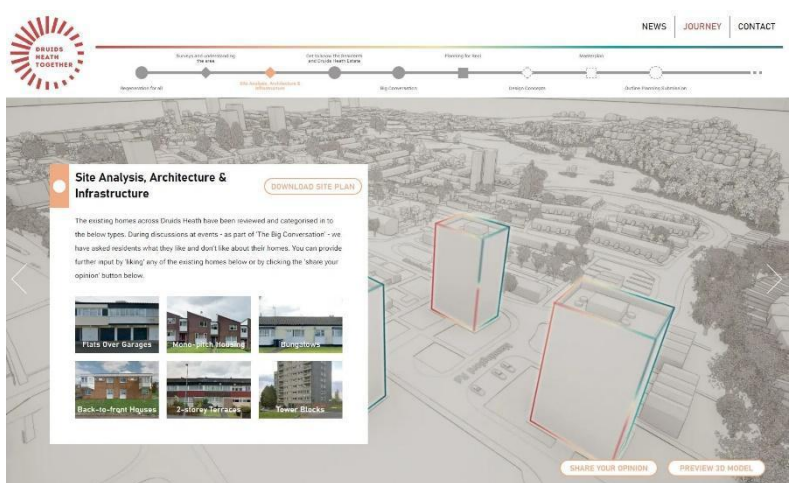 NEWS
JOURNEY
CONTACT
DRUIDS
HEATH
TOGETHER
Surveys and understanding
the area
Get to know the Amenities
and Druids Heath Estate
Planning for Real
Masterplan
Regeneration for all
Site Analysis, Architecture &
Infrastructure
Big Conversation
Design Concepts
Outline Planning Submission
Site Analysis, Architecture &
Infrastructure
DOWNLOAD SITE PLAN
The existing homes across Druids Heath have been reviewed and categorised in to
the below types. During discussions at events - as part of 'The Big Conversation' - we
have asked residents what they like and don't like about their homes. You can provide
further input by 'liking' any of the existing homes below or by clicking the 'share your
opinion' button below.
Flats Over Garages
Mono-pitch Housing
Bungalows
Back-to-front Houses
2-storey Terraces
Tower Blocks
SHARE YOUR OPINION
PREVIEW 3D MODEL